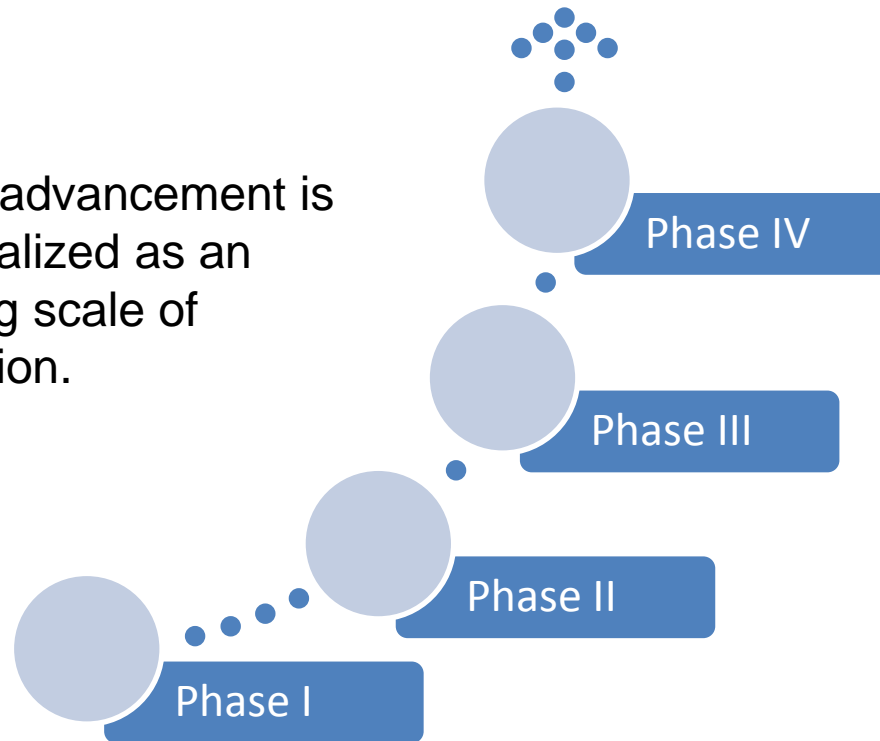 advancement is
alized as an
g scale of
ion.
Phase IV
Phase III
Phase II
Phase I